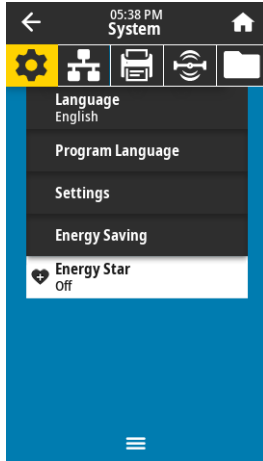 05:38 PM
System
Language
English
Program Language
Settings
Energy Saving
Energy Star
Off